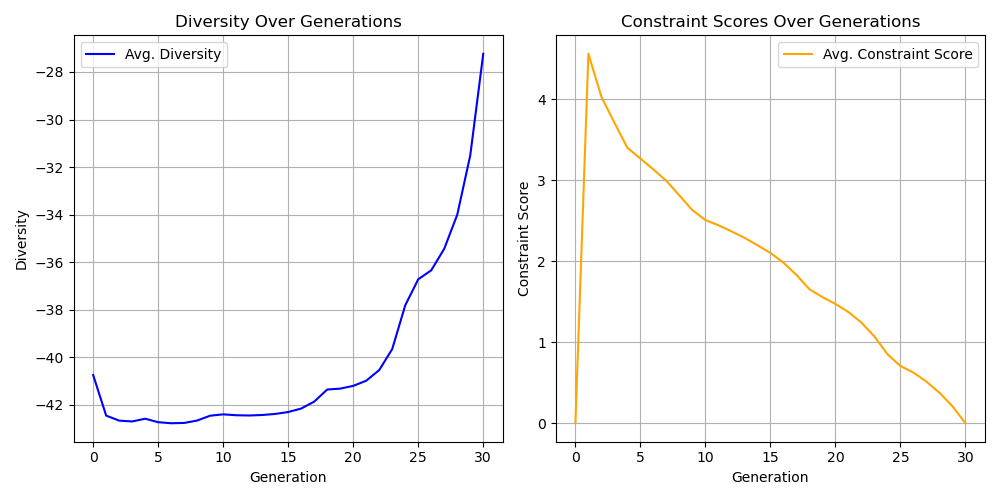 Diversity Over Generations
Avg. Diversity
−28
−30
−32
−34
−36
−38
−40
−42
Diversity
0 5 10 15 20 25 30
Generation
Constraint Scores Over Generations
Avg. Constraint Score
4
3
2
1
0
Constraint Score
0 5 10 15 20 25 30
Generation